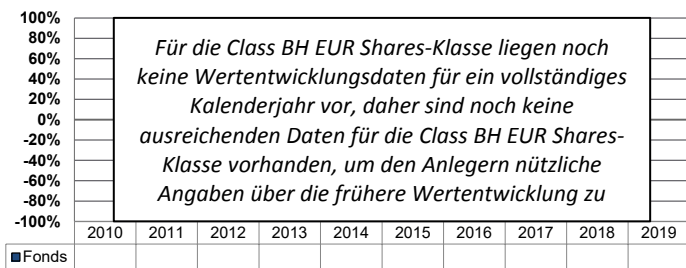 100%
80%
60%
40%
20%
0%
-20%
-40%
-60%
-80%
-100%
Für die Class BH EUR Shares-Klasse liegen noch
keine Wertentwicklungsdaten für ein vollständiges
Kalenderjahr vor, daher sind noch keine
ausreichenden Daten für die Class BH EUR Shares-
Klasse vorhanden, um den Anlegern nützliche
Angaben über die frühere Wertentwicklung zu
2010 2011 2012 2013 2014 2015 2016 2017 2018 2019
Fonds